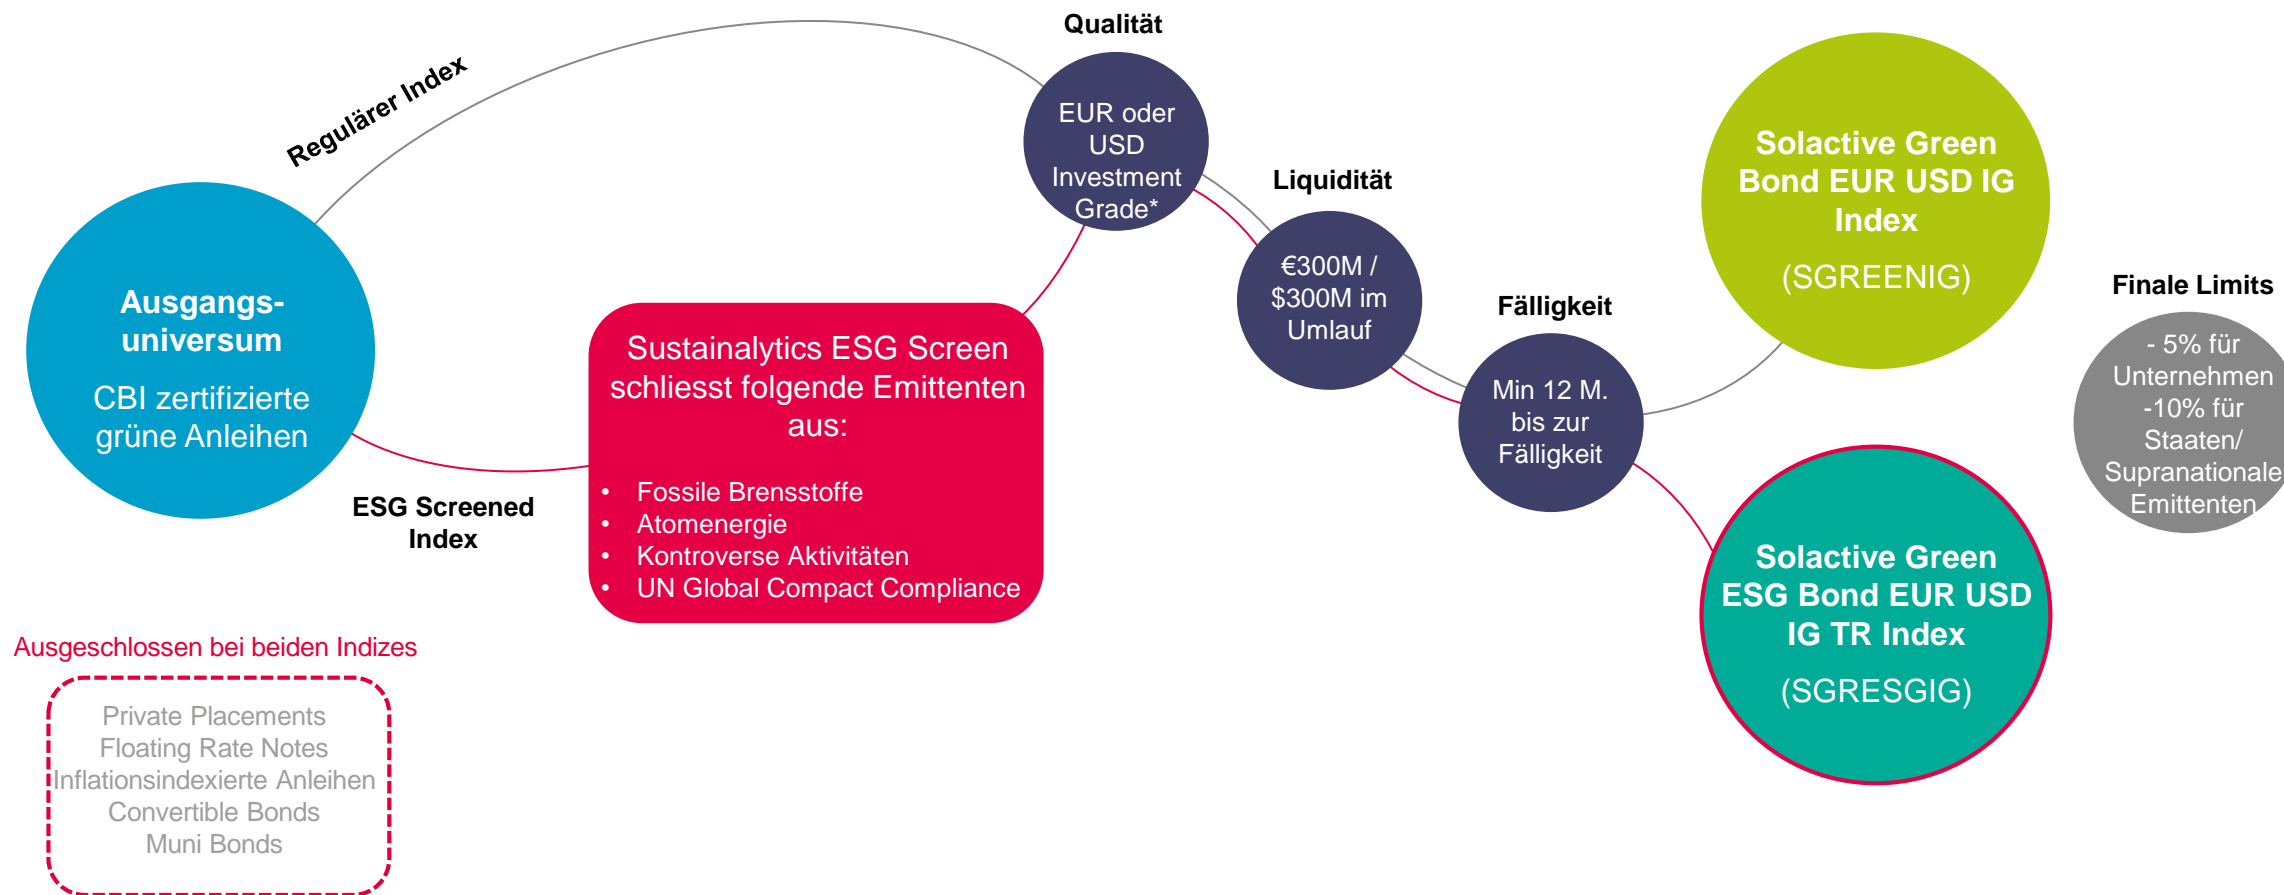 Regulärer Index
Ausgangs-
universum
CBI zertifizierte
grüne Anleihen
ESG Screened
Index
Sustainalytics ESG Screen
schliesst folgende Emittenten
aus:
• Fossile Brensstoffe
• Atomenergie
• Kontroverse Aktivitäten
• UN Global Compact Compliance
Qualität
EUR oder
USD
Investment
Grade*
Liquidität
€300M /
$300M im
Umlauf
Fälligkeit
Min 12 M.
bis zur
Fälligkeit
Solactive Green
Bond EUR USD IG
Index
(SGREENIG)
Solactive Green
ESG Bond EUR USD
IG TR Index
(SGRESGIG)
Finale Limits
- 5% für
Unternehmen
-10% für
Staaten/
Supranationale
Emittenten
Ausgeschlossen bei beiden Indizes
Private Placements
Floating Rate Notes
Inflationsindexierte Anleihen
Convertible Bonds
Muni Bonds